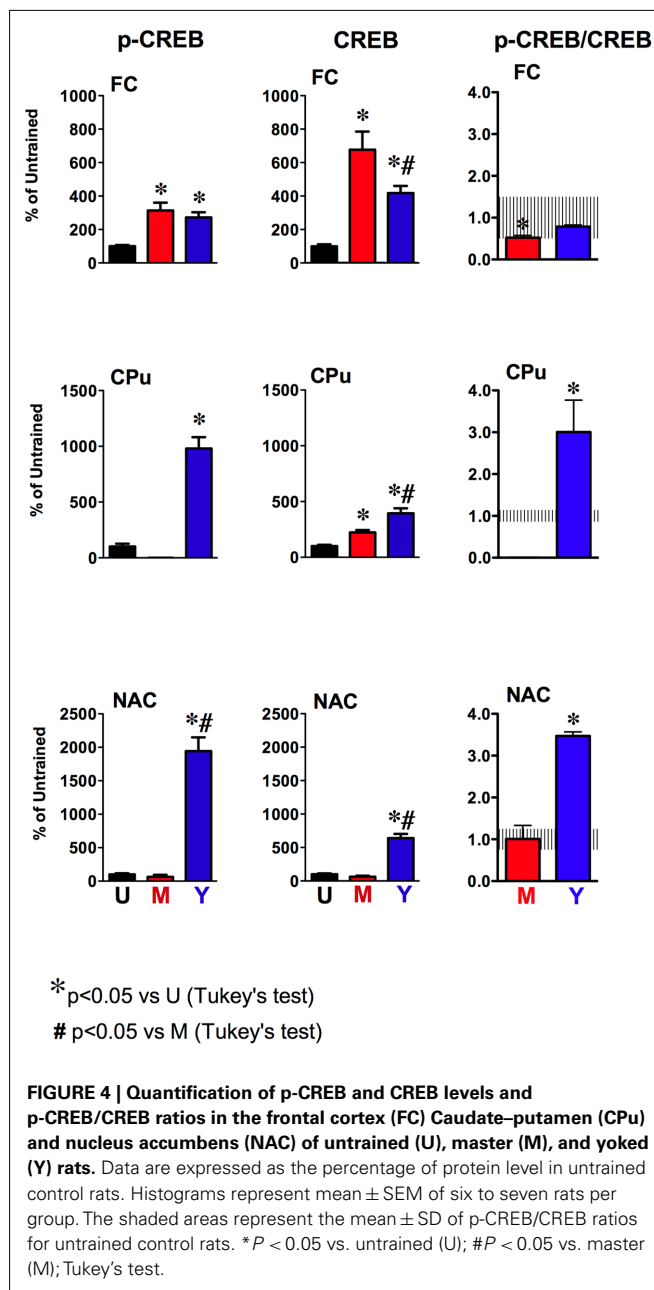 p-CREB CREB p-CREB/CREB
FC FC FC
% of Untrained
1000
800
600
400
200
0
*
*
1000
800
600
400
200
0
*
*#
4.0
3.0
2.0
1.0
0.0
*
CPu CPu CPu
% of Untrained
1500
1000
500
0
*
1500
1000
500
0
*
*#
4.0
3.0
2.0
1.0
0.0
*
NAC NAC NAC
% of Untrained
2500
2000
1500
1000
500
0
*#
U M Y
2500
2000
1500
1000
500
0
*#
U M Y
4.0
3.0
2.0
1.0
0.0
*
M Y
*p<0.05 vs U (Tukey's test)
# p<0.05 vs M (Tukey's test)
FIGURE 4 | Quantification of p-CREB and CREB levels and
p-CREB/CREB ratios in the frontal cortex (FC) Caudate–putamen (CPu)
and nucleus accumbens (NAC) of untrained (U), master (M), and yoked
(Y) rats. Data are expressed as the percentage of protein level in untrained
control rats. Histograms represent mean ± SEM of six to seven rats per
group. The shaded areas represent the mean ± SD of p-CREB/CREB ratios
for untrained control rats. *P < 0.05 vs. untrained (U); #P < 0.05 vs. master
(M); Tukey's test.